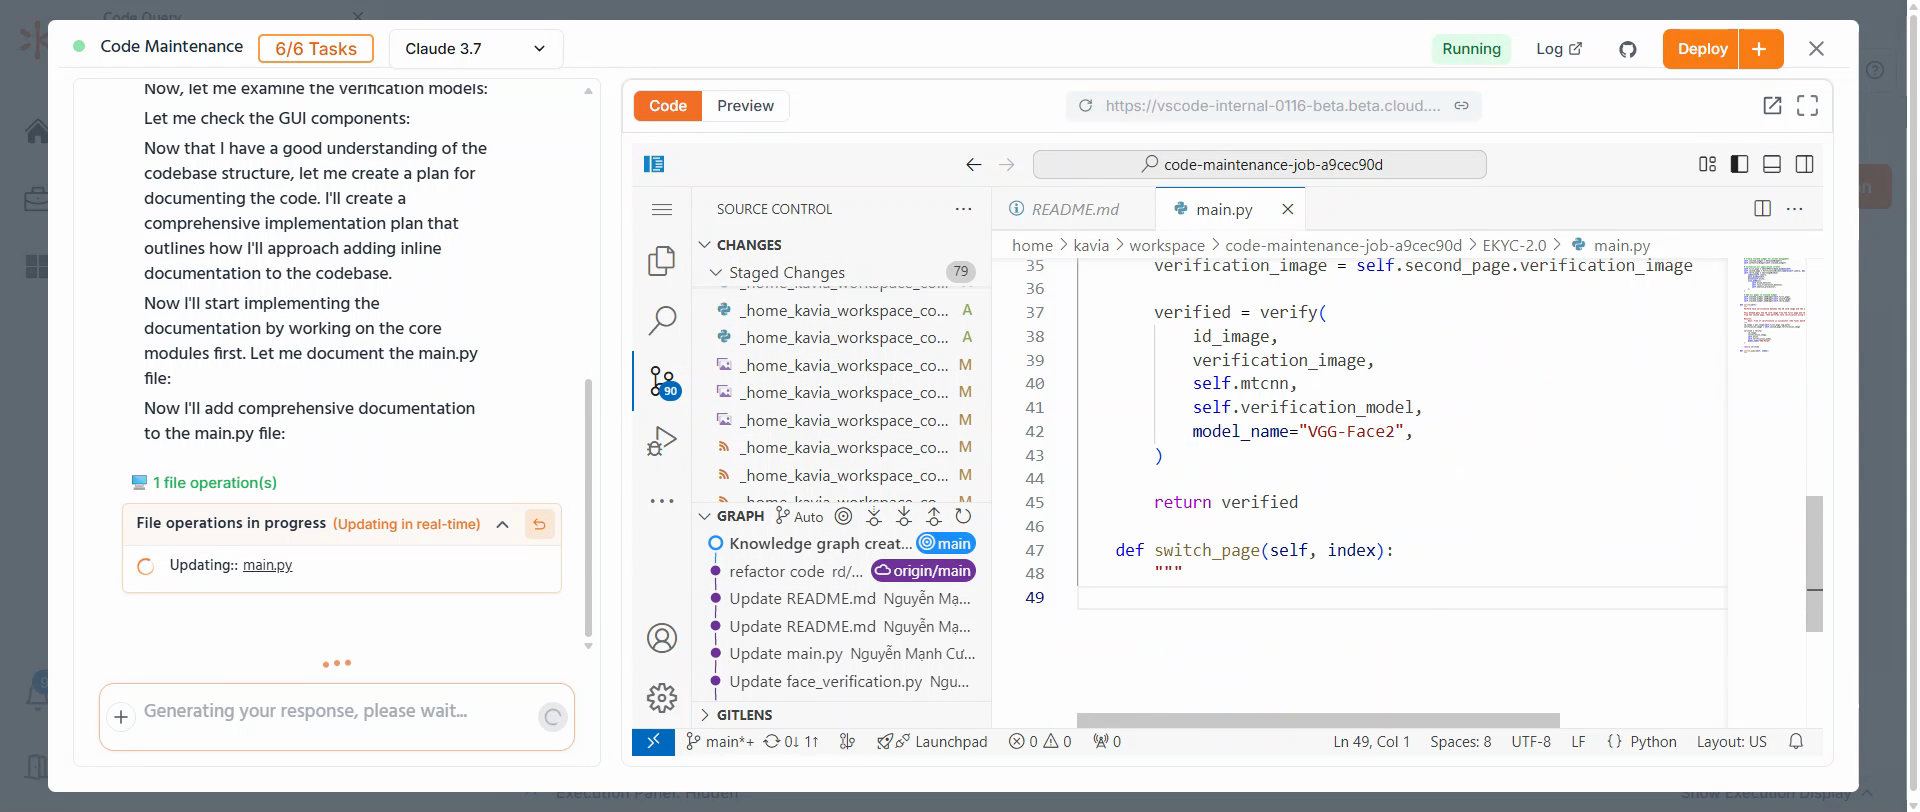 Code Query
Code Maintenance
6/6 Tasks
Claude 3.7
Running
Log
Deploy
+
Now, let me examine the verification models:
Let me check the GUI components:
Now that I have a good understanding of the
codebase structure, let me create a plan for
documenting the code. I'll create a
comprehensive implementation plan that
outlines how I'll approach adding inline
documentation to the codebase.
Now I'll start implementing the
documentation by working on the core
modules first. Let me document the main.py
file:
Now I'll add comprehensive documentation
to the main.py file:
1 file operation(s)
File operations in progress (Updating in real-time)
Updating:: main.py
Generating your response, please wait...
Code
Preview
https://vscode-internal-0116-beta.beta.cloud....
code-maintenance-job-a9cec90d
SOURCE CONTROL
CHANGES
Staged Changes 79
_home_kavia_workspace_co... A
_home_kavia_workspace_co... A
_home_kavia_workspace_co... M
_home_kavia_workspace_co... M
_home_kavia_workspace_co... M
_home_kavia_workspace_co... M
_home_kavia_workspace_co... M
_home_kavia_workspace_co... M
90
GRAPH Auto
Knowledge graph creat... main
refactor code rd/... origin/main
Update README.md Nguyễn Mạ...
Update README.md Nguyễn Mạ...
Update main.py Nguyễn Mạnh Cư...
Update face_verification.py Ngu...
GITLENS
README.md
main.py
home > kavia > workspace > code-maintenance-job-a9cec90d > EKYC-2.0 > main.py
35 verification_image = self.second_page.verification_image
36
37 verified = verify(
38 id_image,
39 verification_image,
40 self.mtcnn,
41 self.verification_model,
42 model_name="VGG-Face2",
43 )
44
45 return verified
46
47 def switch_page(self, index):
48 """
49
main*+ 0↓ 1↑ Launchpad 0 0 0
Ln 49, Col 1 Spaces: 8 UTF-8 LF {} Python Layout: US
Execution Panel: Hidden
Show Execution Display